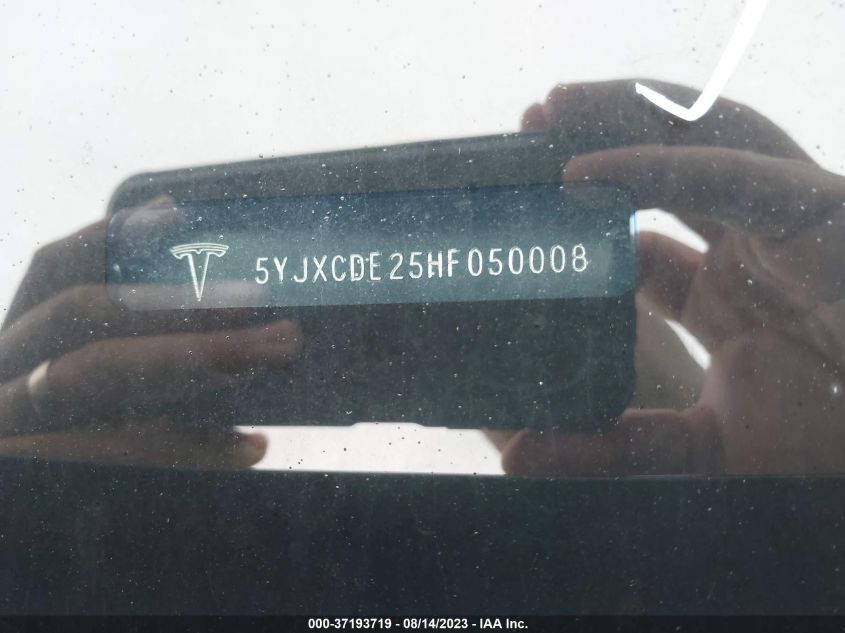 5YJXCDE25HF050008
000-37193719 - 08/14/2023 - IAA Inc.